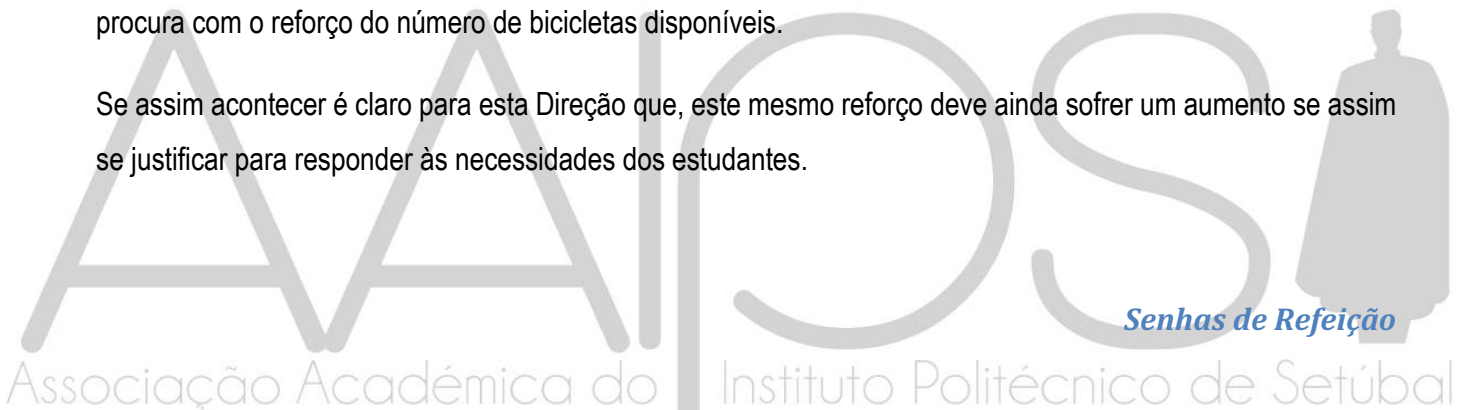 procura com o reforço do número de bicicletas disponíveis.
Se assim acontecer é claro para esta Direção que, este mesmo reforço deve ainda sofrer um aumento se assim
se justificar para responder às necessidades dos estudantes.
AAIPS
Senhas de Refeição
Associação Académica do Instituto Politécnico de Setúbal